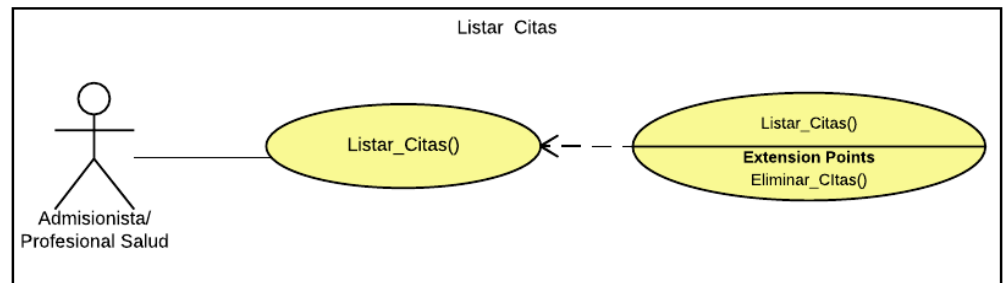 Listar Citas
Listar_Citas()
Listar_Citas()
Extension Points
Eliminar_CItas()
Admisionista/
Profesional Salud